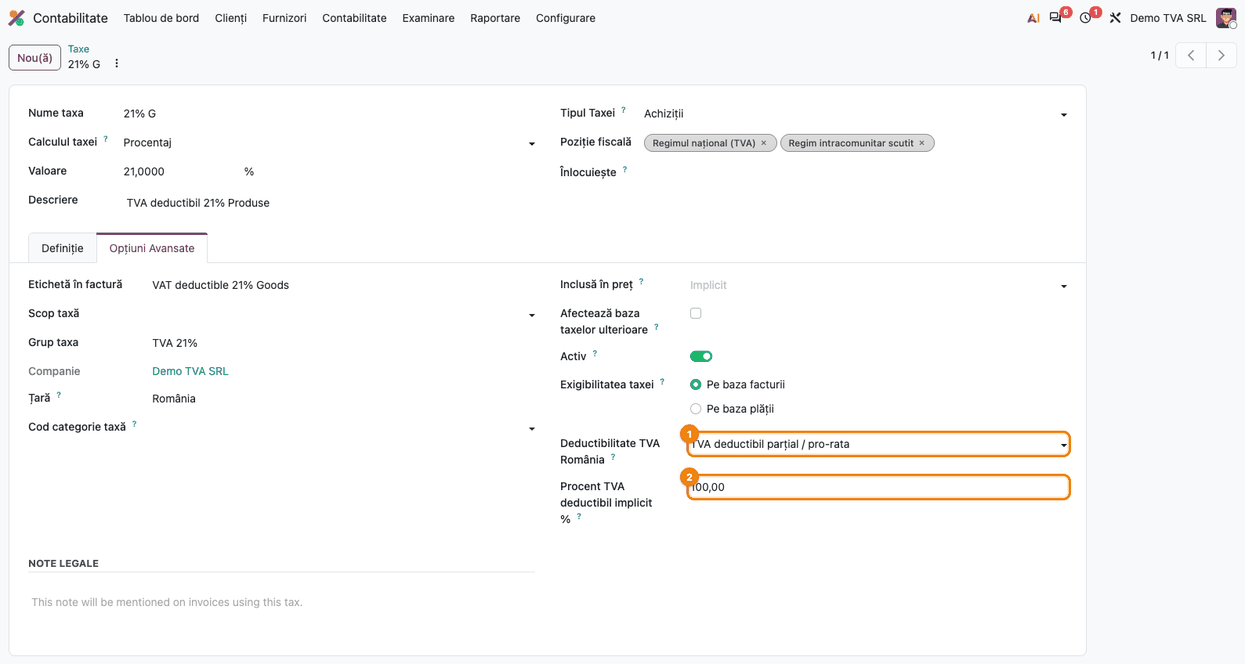 Contabilitate Tablou de bord Clienți Furnizori Contabilitate Examinare Raportare Configurare AI 6 1 Demo TVA SRL
Nou(ă) Taxe 1 / 1
21% G
Nume taxa 21% G
Calculul taxei ? Procentaj
Valoare 21,0000 %
Descriere TVA deductibil 21% Produse
Tipul Taxei ? Achiziții
Poziție fiscală Regimul național (TVA) × Regim intracomunitar scutit ×
Înlocuiește ?
Definiție Opțiuni Avansate
Etichetă în factură VAT deductible 21% Goods
Scop taxă
Grup taxa TVA 21%
Companie Demo TVA SRL
Țară ? România
Cod categorie taxă ?
Inclusă în preț ? Implicit
Afectează baza
taxelor ulterioare ?
Activ ?
Exigibilitatea taxei ? Pe baza facturii
Pe baza plății
1
Deductibilitate TVA TVA deductibil parțial / pro-rata
România ?
2
Procent TVA 100,00
deductibil implicit
% ?
NOTE LEGALE
This note will be mentioned on invoices using this tax.